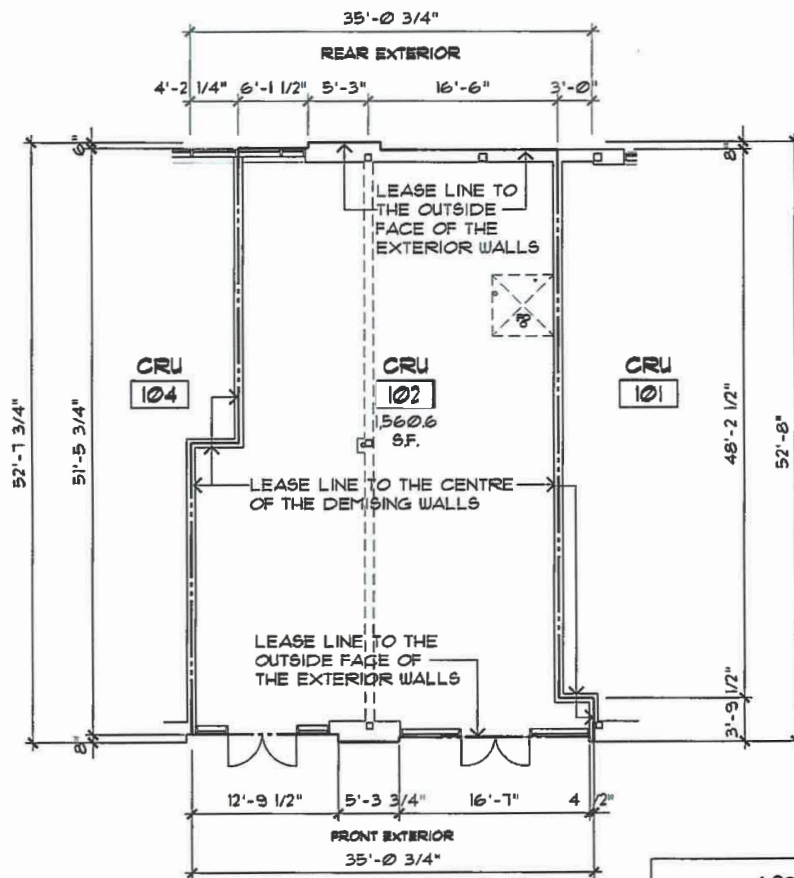 35'-0 3/4"
REAR EXTERIOR
4'-2 1/4" 6'-1 1/2" 5'-3" 16'-6" 3'-0"
6" 8"
LEASE LINE TO
THE OUTSIDE
FACE OF THE
EXTERIOR WALLS
CRU
104
CRU
102
1,560.6
S.F.
CRU
101
52'-7 3/4"
51'-5 3/4"
48'-2 1/2"
52'-8"
LEASE LINE TO THE CENTRE
OF THE DEMISING WALLS
LEASE LINE TO THE
OUTSIDE FACE OF
THE EXTERIOR WALLS
3'-9 1/2"
8"
12'-9 1/2" 5'-3 3/4" 16'-7" 4 1/2"
FRONT EXTERIOR
35'-0 3/4"